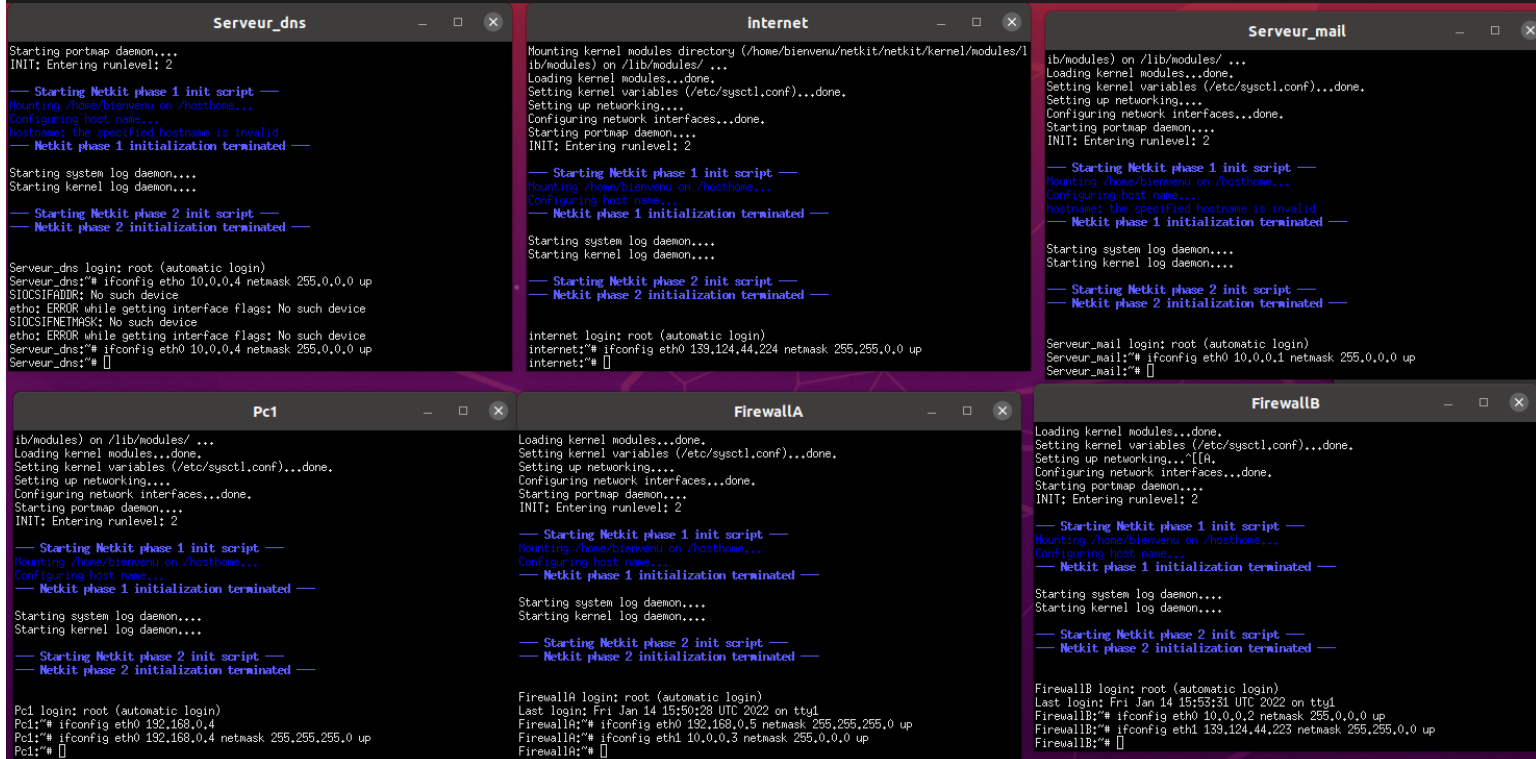 Serveur_dns
Starting portmap daemon....
INIT: Entering runlevel: 2
--- Starting Netkit phase 1 init script ---
Mounting /home/bienvenu on /hosthome...
Configuring host name...
hostname: the specified hostname is invalid
--- Netkit phase 1 initialization terminated ---
Starting system log daemon....
Starting kernel log daemon....
--- Starting Netkit phase 2 init script ---
--- Netkit phase 2 initialization terminated ---
Serveur_dns login: root (automatic login)
Serveur_dns:~# ifconfig etho 10.0.0.4 netmask 255.0.0.0 up
SIOCSIFADDR: No such device
etho: ERROR while getting interface flags: No such device
SIOCSIFNETMASK: No such device
etho: ERROR while getting interface flags: No such device
Serveur_dns:~# ifconfig eth0 10.0.0.4 netmask 255.0.0.0 up
Serveur_dns:~#
internet
Mounting kernel modules directory (/home/bienvenu/netkit/netkit/kernel/modules/l
ib/modules) on /lib/modules/ ...
Loading kernel modules...done.
Setting kernel variables (/etc/sysctl.conf)...done.
Setting up networking....
Configuring network interfaces...done.
Starting portmap daemon....
INIT: Entering runlevel: 2
--- Starting Netkit phase 1 init script ---
Mounting /home/bienvenu on /hosthome...
Configuring host name...
--- Netkit phase 1 initialization terminated ---
Starting system log daemon....
Starting kernel log daemon....
--- Starting Netkit phase 2 init script ---
--- Netkit phase 2 initialization terminated ---
internet login: root (automatic login)
internet:~# ifconfig eth0 139.124.44.224 netmask 255.255.0.0 up
internet:~#
Serveur_mail
ib/modules) on /lib/modules/ ...
Loading kernel modules...done.
Setting kernel variables (/etc/sysctl.conf)...done.
Setting up networking....
Configuring network interfaces...done.
Starting portmap daemon....
INIT: Entering runlevel: 2
--- Starting Netkit phase 1 init script ---
Mounting /home/bienvenu on /hosthome...
Configuring host name...
hostname: the specified hostname is invalid
--- Netkit phase 1 initialization terminated ---
Starting system log daemon....
Starting kernel log daemon....
--- Starting Netkit phase 2 init script ---
--- Netkit phase 2 initialization terminated ---
Serveur_mail login: root (automatic login)
Serveur_mail:~# ifconfig eth0 10.0.0.1 netmask 255.0.0.0 up
Serveur_mail:~#
Pc1
ib/modules) on /lib/modules/ ...
Loading kernel modules...done.
Setting kernel variables (/etc/sysctl.conf)...done.
Setting up networking....
Configuring network interfaces...done.
Starting portmap daemon....
INIT: Entering runlevel: 2
--- Starting Netkit phase 1 init script ---
Mounting /home/bienvenu on /hosthome...
Configuring host name...
--- Netkit phase 1 initialization terminated ---
Starting system log daemon....
Starting kernel log daemon....
--- Starting Netkit phase 2 init script ---
--- Netkit phase 2 initialization terminated ---
Pc1 login: root (automatic login)
Pc1:~# ifconfig eth0 192.168.0.4
Pc1:~# ifconfig eth0 192.168.0.4 netmask 255.255.255.0 up
Pc1:~#
FirewallA
Loading kernel modules...done.
Setting kernel variables (/etc/sysctl.conf)...done.
Setting up networking....
Configuring network interfaces...done.
Starting portmap daemon....
INIT: Entering runlevel: 2
--- Starting Netkit phase 1 init script ---
Mounting /home/bienvenu on /hosthome...
Configuring host name...
--- Netkit phase 1 initialization terminated ---
Starting system log daemon....
Starting kernel log daemon....
--- Starting Netkit phase 2 init script ---
--- Netkit phase 2 initialization terminated ---
FirewallA login: root (automatic login)
Last login: Fri Jan 14 15:50:28 UTC 2022 on tty1
FirewallA:~# ifconfig eth0 192.168.0.5 netmask 255.255.255.0 up
FirewallA:~# ifconfig eth1 10.0.0.3 netmask 255.0.0.0 up
FirewallA:~#
FirewallB
Loading kernel modules...done.
Setting kernel variables (/etc/sysctl.conf)...done.
Setting up networking...^[[A.
Configuring network interfaces...done.
Starting portmap daemon....
INIT: Entering runlevel: 2
--- Starting Netkit phase 1 init script ---
Mounting /home/bienvenu on /hosthome...
Configuring host name...
--- Netkit phase 1 initialization terminated ---
Starting system log daemon....
Starting kernel log daemon....
--- Starting Netkit phase 2 init script ---
--- Netkit phase 2 initialization terminated ---
FirewallB login: root (automatic login)
Last login: Fri Jan 14 15:53:31 UTC 2022 on tty1
FirewallB:~# ifconfig eth0 10.0.0.2 netmask 255.0.0.0 up
FirewallB:~# ifconfig eth1 139.124.44.223 netmask 255.255.0.0 up
FirewallB:~#